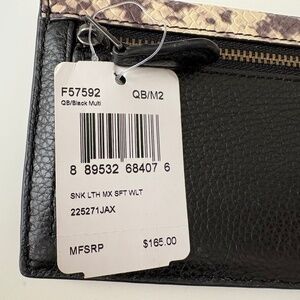 F57592 QB/M2
QB/Black Multi
8 89532 68407 6
SNK LTH MX SFT WLT
225271JAX
MFSRP $165.00